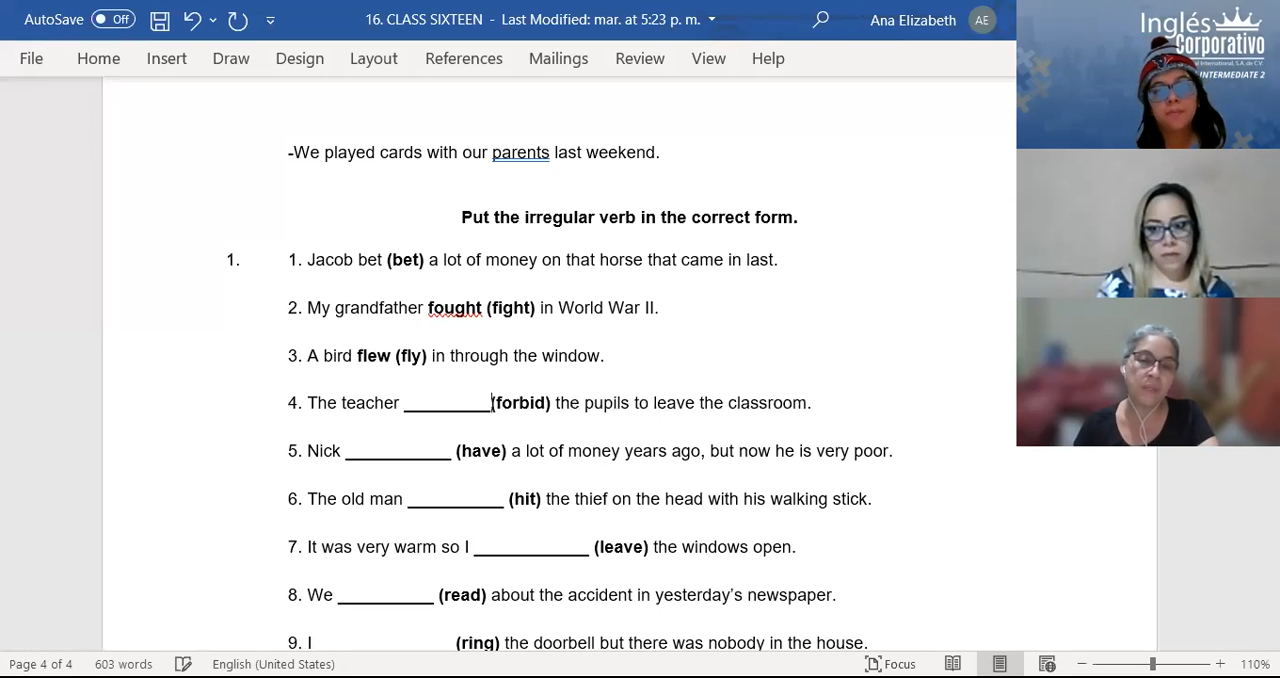 AutoSave Off 16. CLASS SIXTEEN - Last Modified: mar. at 5:23 p. m. Ana Elizabeth AE
File Home Insert Draw Design Layout References Mailings Review View Help
Inglés
Corporativo
INTERMEDIATE 2
-We played cards with our parents last weekend.
Put the irregular verb in the correct form.
1. 1. Jacob bet (bet) a lot of money on that horse that came in last.
2. My grandfather fought (fight) in World War II.
3. A bird flew (fly) in through the window.
4. The teacher _________(forbid) the pupils to leave the classroom.
5. Nick ___________ (have) a lot of money years ago, but now he is very poor.
6. The old man __________ (hit) the thief on the head with his walking stick.
7. It was very warm so I ____________ (leave) the windows open.
8. We __________ (read) about the accident in yesterday's newspaper.
9. I (ring) the doorbell but there was nobody in the house.
Page 4 of 4 603 words English (United States) Focus 110%